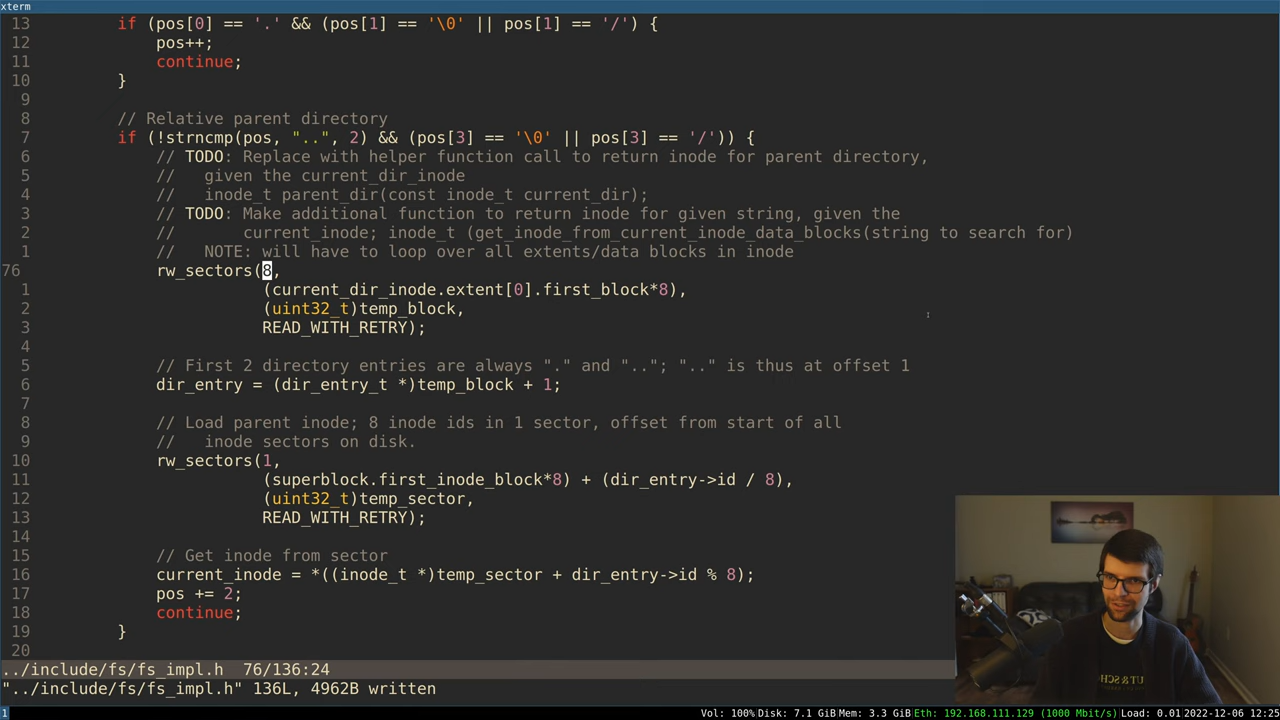 xterm
13         if (pos[0] == '.' && (pos[1] == '\0' || pos[1] == '/') {
12             pos++;
11             continue;
10         }
9
8         // Relative parent directory
7         if (!strncmp(pos, "..", 2) && (pos[3] == '\0' || pos[3] == '/')) {
6             // TODO: Replace with helper function call to return inode for parent directory,
5             //   given the current_dir_inode
4             //   inode_t parent_dir(const inode_t current_dir);
3             // TODO: Make additional function to return inode for given string, given the
2             //       current_inode; inode_t (get_inode_from_current_inode_data_blocks(string to search for)
1             //   NOTE: will have to loop over all extents/data blocks in inode
76             rw_sectors(8,
1                        (current_dir_inode.extent[0].first_block*8),
2                        (uint32_t)temp_block,
3                        READ_WITH_RETRY);
4
5             // First 2 directory entries are always "." and ".."; ".." is thus at offset 1
6             dir_entry = (dir_entry_t *)temp_block + 1;
7
8             // Load parent inode; 8 inode ids in 1 sector, offset from start of all
9             //   inode sectors on disk.
10             rw_sectors(1,
11                        (superblock.first_inode_block*8) + (dir_entry->id / 8),
12                        (uint32_t)temp_sector,
13                        READ_WITH_RETRY);
14
15             // Get inode from sector
16             current_inode = *((inode_t *)temp_sector + dir_entry->id % 8);
17             pos += 2;
18             continue;
19         }
20
../include/fs/fs_impl.h  76/136:24
"../include/fs/fs_impl.h" 136L, 4962B written
1 Vol: 100% Disk: 7.1 GiB Mem: 3.3 GiB Eth: 192.168.111.129 (1000 Mbit/s) Load: 0.01 2022-12-06 12:25